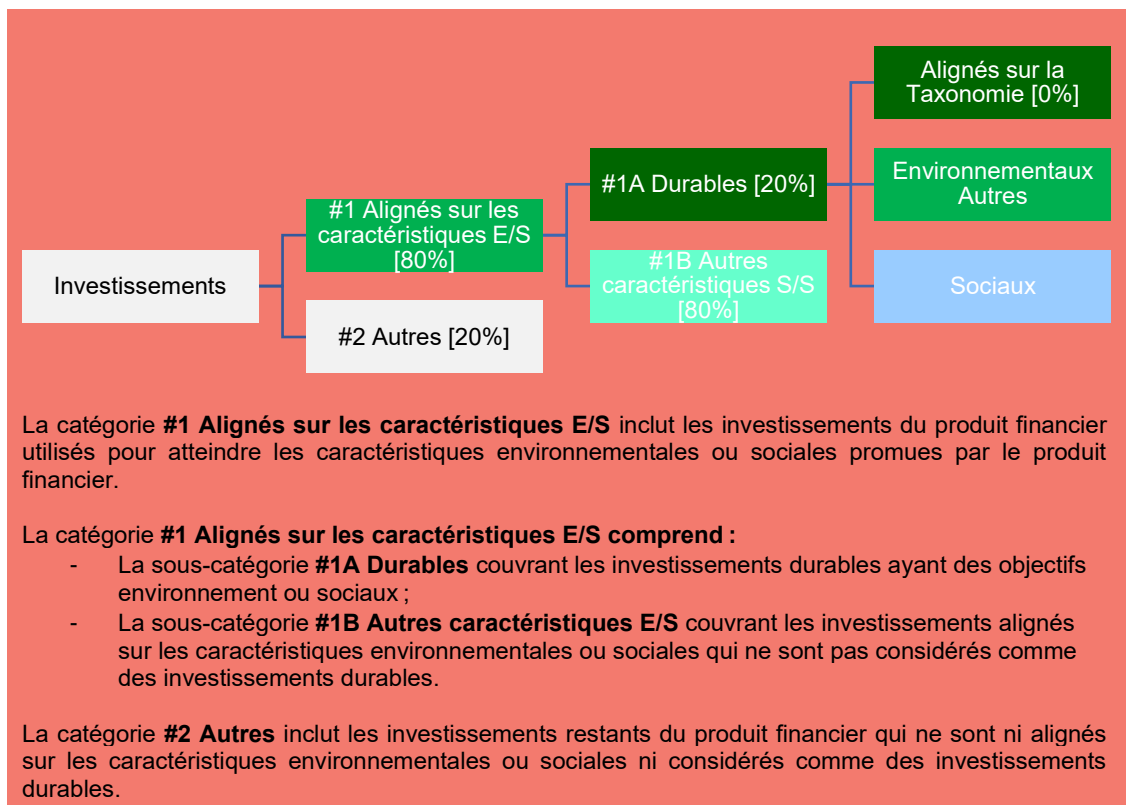 Alignés sur la
Taxonomie [0%]
#1A Durables [20%]
Environnementaux
Autres
#1 Alignés sur les
caractéristiques E/S
[80%]
#1B Autres
caractéristiques S/S
[80%]
Investissements
Sociaux
#2 Autres [20%]
La catégorie #1 Alignés sur les caractéristiques E/S inclut les investissements du produit financier
utilisés pour atteindre les caractéristiques environnementales ou sociales promues par le produit
financier.
La catégorie #1 Alignés sur les caractéristiques E/S comprend :
- La sous-catégorie #1A Durables couvrant les investissements durables ayant des objectifs
environnement ou sociaux ;
- La sous-catégorie #1B Autres caractéristiques E/S couvrant les investissements alignés
sur les caractéristiques environnementales ou sociales qui ne sont pas considérés comme
des investissements durables.
La catégorie #2 Autres inclut les investissements restants du produit financier qui ne sont ni alignés
sur les caractéristiques environnementales ou sociales ni considérés comme des investissements
durables.